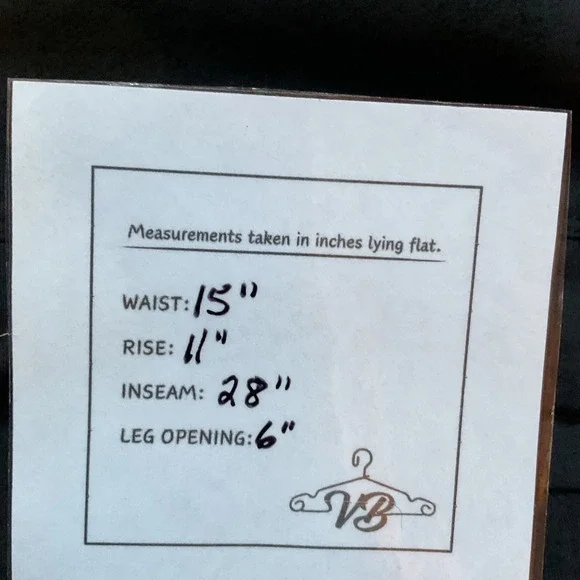 Measurements taken in inches lying flat.
WAIST: 15"
RISE: 11"
INSEAM: 28"
LEG OPENING: 6"
VB